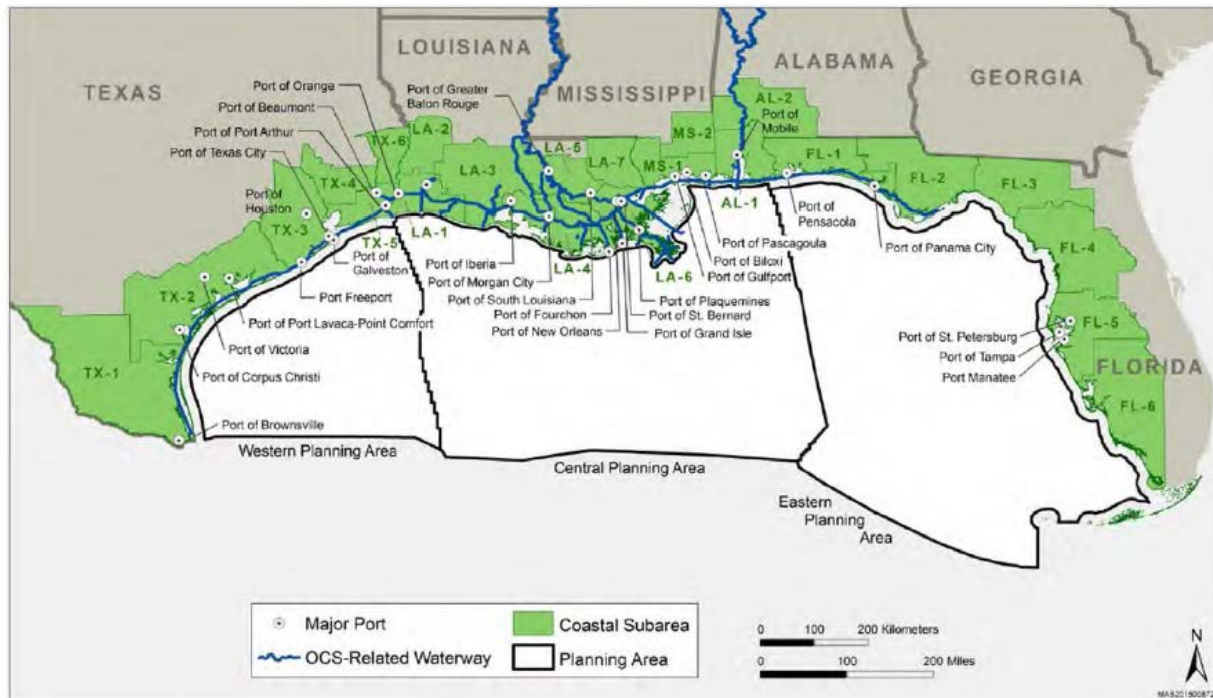 LOUISIANA
ALABAMA
GEORGIA
TEXAS
MISSISSIPPI
Port of Orange
Port of Beaumont
Port of Port Arthur
Port of Texas City
Port of
Houston
Port of Greater
Baton Rouge
AL-2
Port of
Mobile
MS-2
LA-2
TX-6
LA-5
LA-7
MS-1
LA-3
TX-4
FL-1
FL-2
FL-3
TX-3
TX-5
LA-1
AL-1
Port of
Pensacola
Port of
Galveston
Port of Iberia
LA-4
LA-6
Port of Pascagoula
Port of Panama City
FL-4
Port of Morgan City
Port of Biloxi
Port of Gulfport
TX-2
Port Freeport
Port of South Louisiana
Port of Plaquemines
Port of Fourchon
Port of St. Bernard
Port of New Orleans
Port of Grand Isle
Port of Port Lavaca-Point Comfort
Port of Victoria
Port of Corpus Christi
TX-1
Port of St. Petersburg
FL-5
Port of Tampa
Port Manatee
FLORIDA
FL-6
Port of Brownsville
Western Planning Area
Central Planning Area
Eastern
Planning
Area
Major Port
Coastal Subarea
OCS-Related Waterway
Planning Area
0 100 200 Kilometers
0 100 200 Miles
N